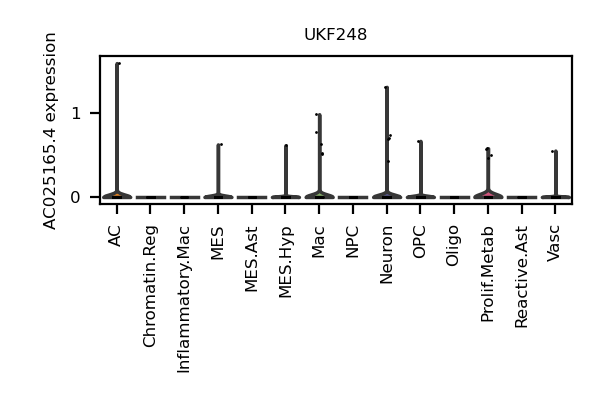 UKF248
AC025165.4 expression
1
0
AC
Chromatin.Reg
Inflammatory.Mac
MES
MES.Ast
MES.Hyp
Mac
NPC
Neuron
OPC
Oligo
Prolif.Metab
Reactive.Ast
Vasc